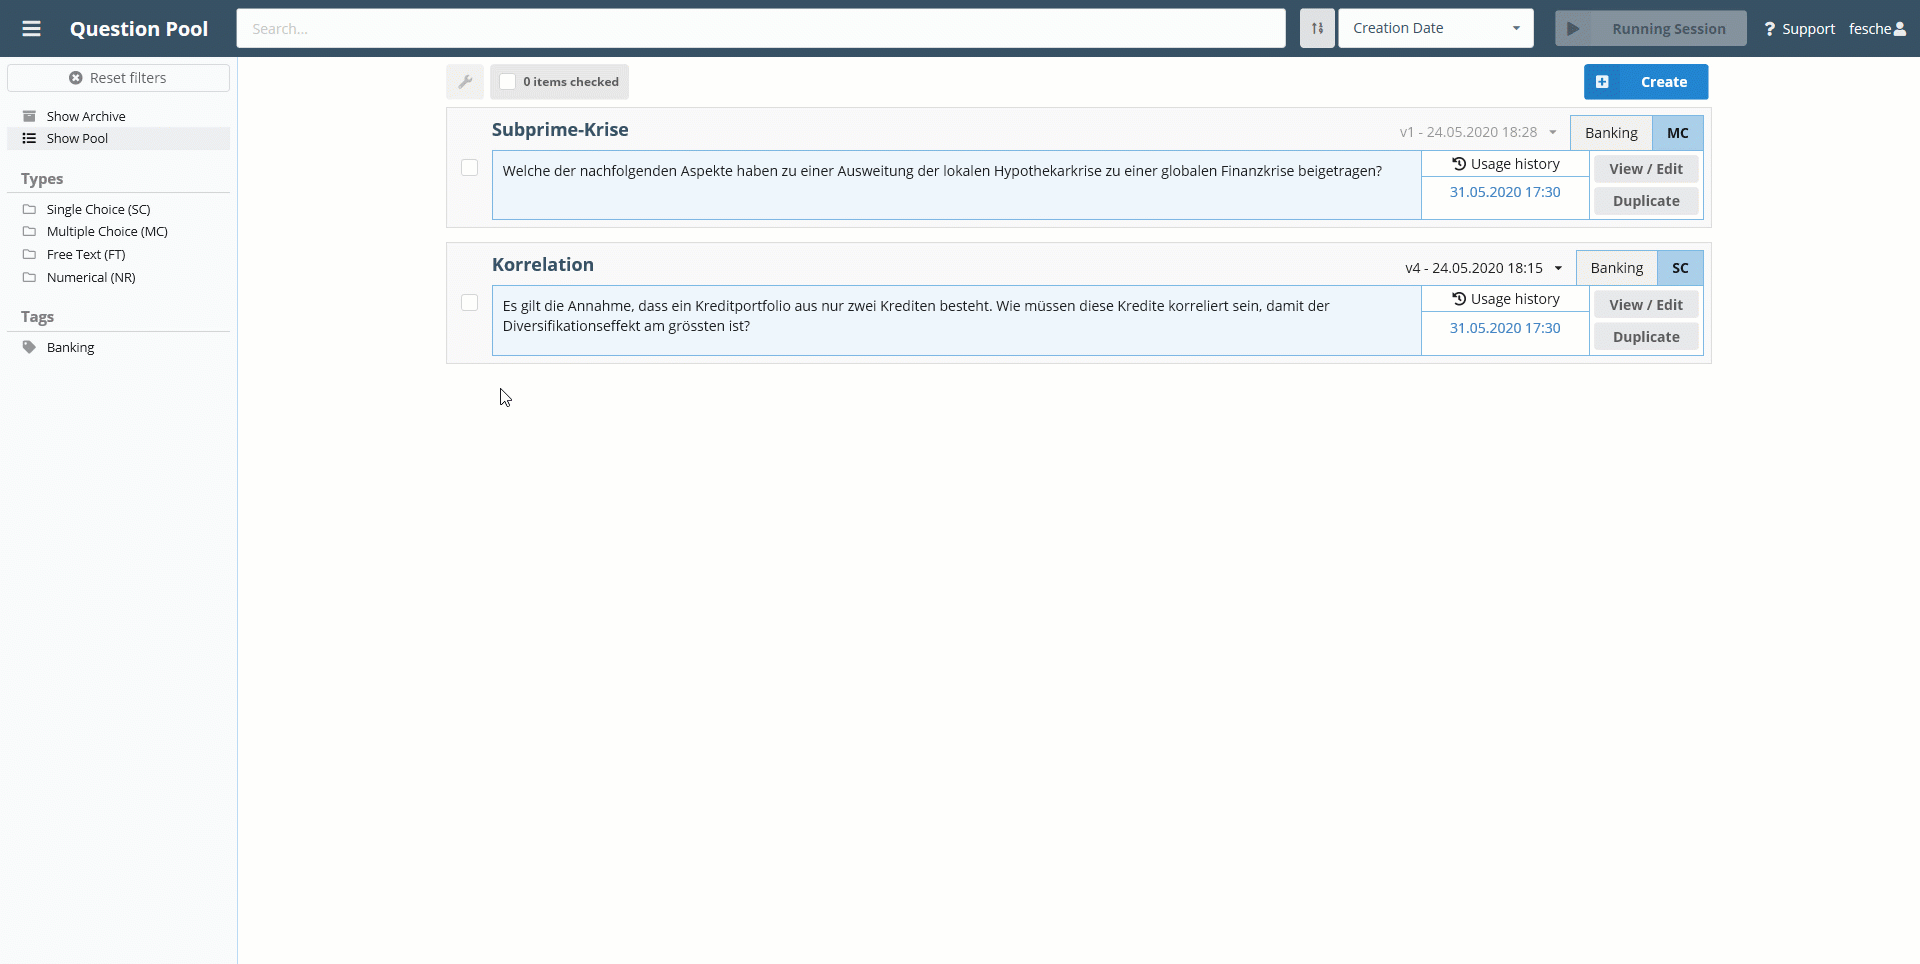 Question Pool
Search...
Creation Date
Running Session
? Support
fesche
Reset filters
Show Archive
Show Pool
Types
Single Choice (SC)
Multiple Choice (MC)
Free Text (FT)
Numerical (NR)
Tags
Banking
0 items checked
Create
Subprime-Krise
v1 - 24.05.2020 18:28
Banking
MC
Welche der nachfolgenden Aspekte haben zu einer Ausweitung der lokalen Hypothekarkrise zu einer globalen Finanzkrise beigetragen?
Usage history
31.05.2020 17:30
View / Edit
Duplicate
Korrelation
v4 - 24.05.2020 18:15
Banking
SC
Es gilt die Annahme, dass ein Kreditportfolio aus nur zwei Krediten besteht. Wie müssen diese Kredite korreliert sein, damit der
Diversifikationseffekt am grössten ist?
Usage history
31.05.2020 17:30
View / Edit
Duplicate